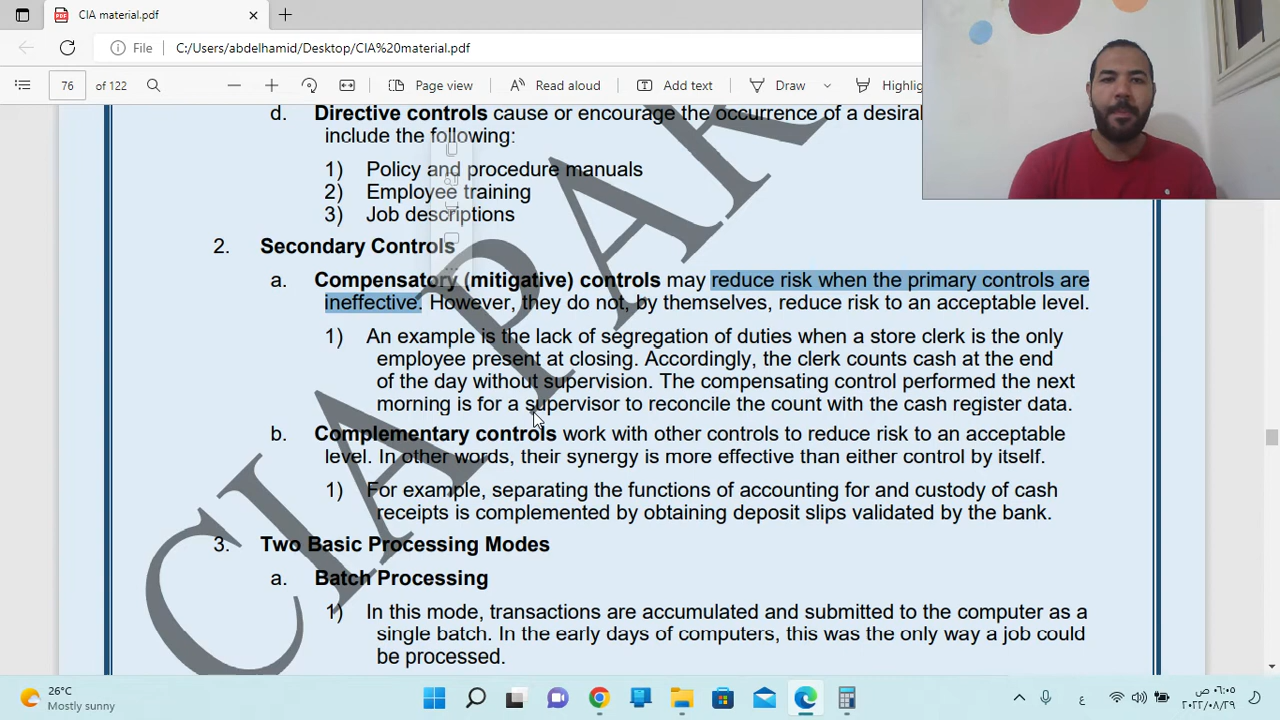 CIA material.pdf
File
C:/Users/abdelhamid/Desktop/CIA%20material.pdf
76 of 122
Page view
Read aloud
Add text
Draw
Highlig
d. Directive controls cause or encourage the occurrence of a desira
include the following:
1) Policy and procedure manuals
2) Employee training
3) Job descriptions
2. Secondary Controls
a. Compensatory (mitigative) controls may reduce risk when the primary controls are
ineffective. However, they do not, by themselves, reduce risk to an acceptable level.
1) An example is the lack of segregation of duties when a store clerk is the only
employee present at closing. Accordingly, the clerk counts cash at the end
of the day without supervision. The compensating control performed the next
morning is for a supervisor to reconcile the count with the cash register data.
b. Complementary controls work with other controls to reduce risk to an acceptable
level. In other words, their synergy is more effective than either control by itself.
1) For example, separating the functions of accounting for and custody of cash
receipts is complemented by obtaining deposit slips validated by the bank.
3. Two Basic Processing Modes
a. Batch Processing
1) In this mode, transactions are accumulated and submitted to the computer as a
single batch. In the early days of computers, this was the only way a job could
be processed.
CIA PAR
26°C
Mostly sunny
ع
٠٦:٠٥ ص
٢٠٢٢/٠٨/٢٩